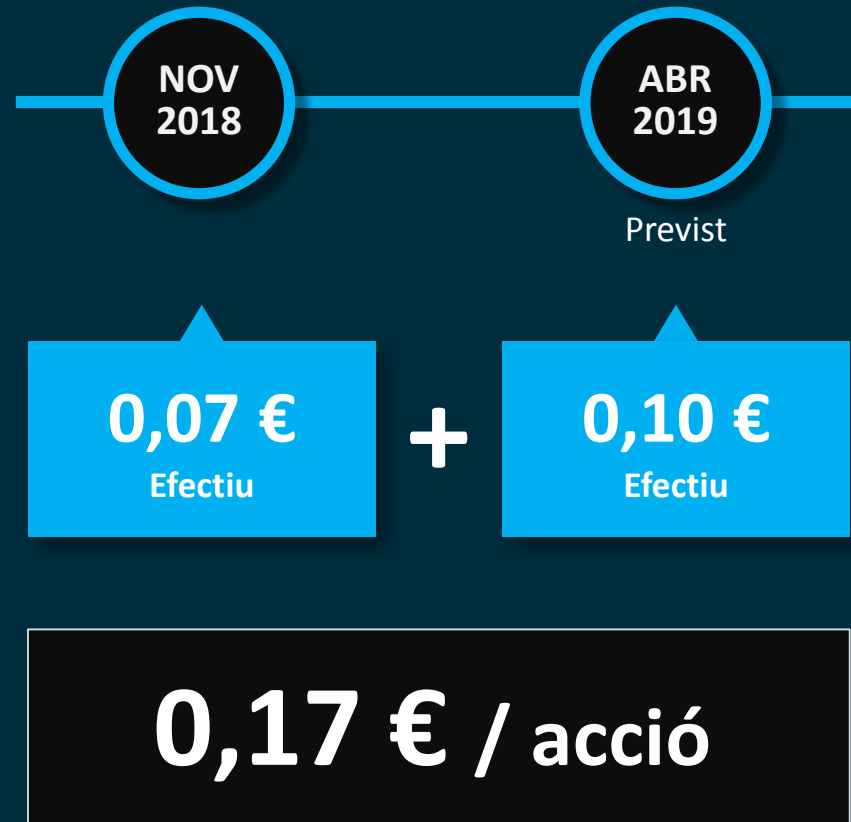 NOV
2018
ABR
2019
Previst
0,07 €
Efectiu
+
0,10 €
Efectiu
0,17 € / acció